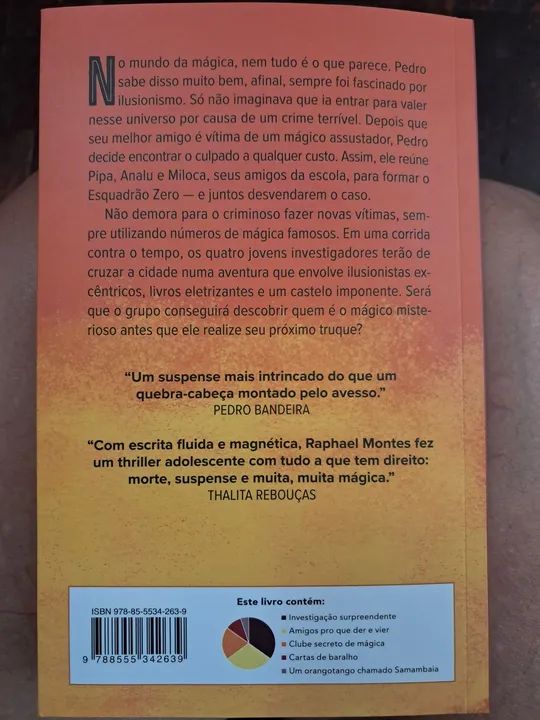 No mundo da mágica, nem tudo é o que parece. Pedro
sabe disso muito bem, afinal, sempre foi fascinado por
ilusionismo. Só não imaginava que ia entrar para valer
nesse universo por causa de um crime terrível. Depois que
seu melhor amigo é vítima de um mágico assustador, Pedro
decide encontrar o culpado a qualquer custo. Assim, ele reúne
Pipa, Analu e Miloca, seus amigos da escola, para formar o
Esquadrão Zero — e juntos desvendarem o caso.
Não demora para o criminoso fazer novas vítimas, sem-
pre utilizando números de mágica famosos. Em uma corrida
contra o tempo, os quatro jovens investigadores terão de
cruzar a cidade numa aventura que envolve ilusionistas ex-
cêntricos, livros eletrizantes e um castelo imponente. Será
que o grupo conseguirá descobrir quem é o mágico miste-
rioso antes que ele realize seu próximo truque?
“Um suspense mais intrincado do que um
quebra-cabeça montado pelo avesso.”
PEDRO BANDEIRA
“Com escrita fluida e magnética, Raphael Montes fez
um thriller adolescente com tudo a que tem direito:
morte, suspense e muita, muita mágica.”
THALITA REBOUÇAS
ISBN 978-85-5534-263-9
9 788555 342639
Este livro contém:
Investigação surpreendente
Amigos pro que der e vier
Clube secreto de mágica
Cartas de baralho
Um orangotango chamado Samambaia